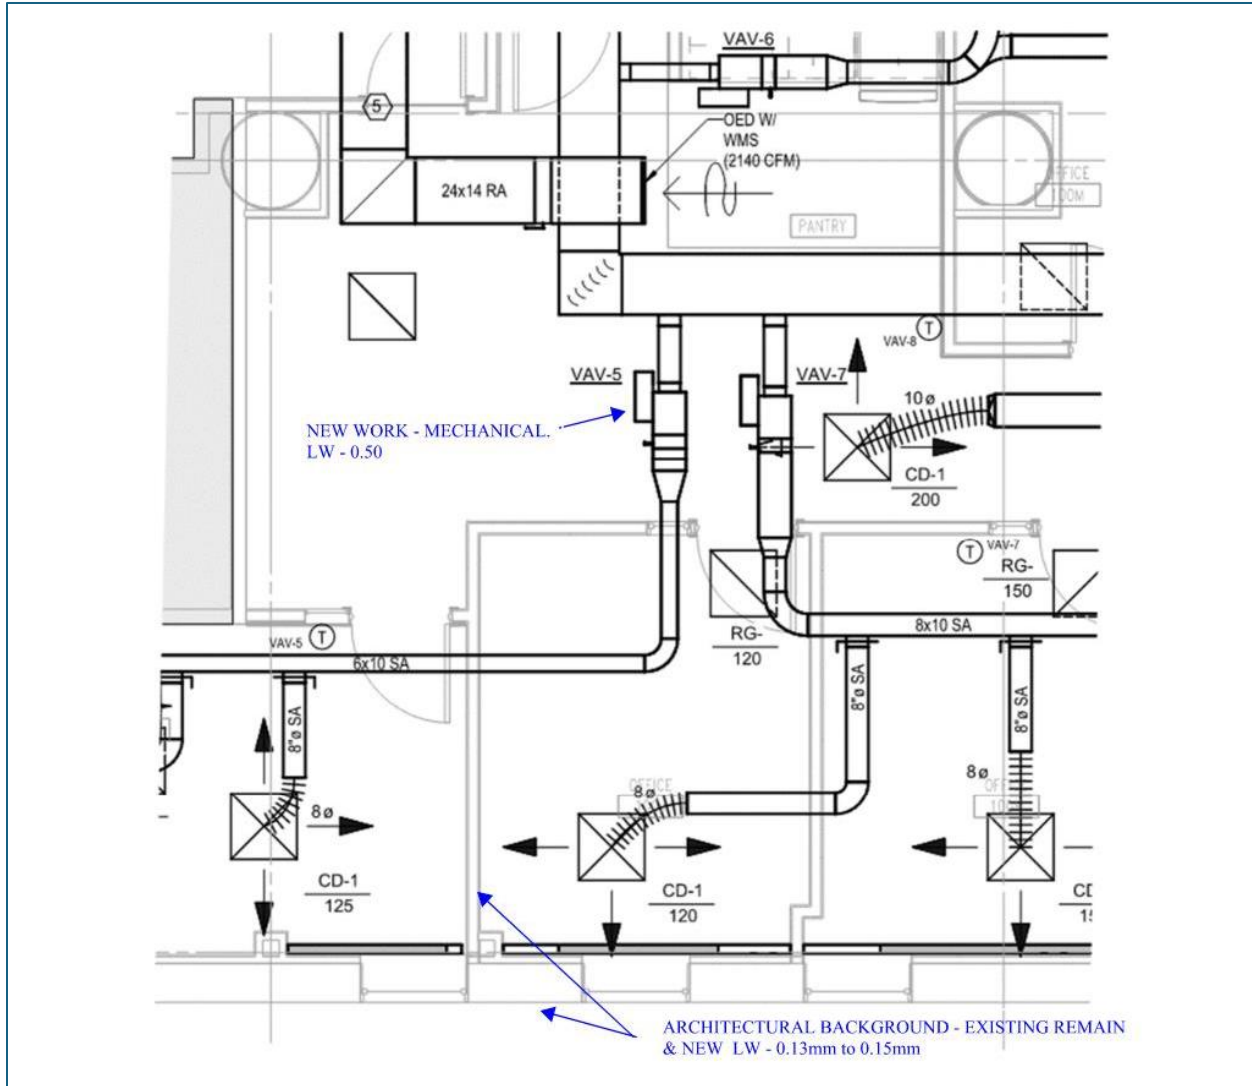 VAV-6
5
OED W/
WMS
(2140 CFM)
24x14 RA
OFFICE
100M
PANTRY
T
VAV-8
VAV-5
VAV-7
10ø
NEW WORK - MECHANICAL.
LW - 0.50
CD-1
200
T
VAV-7
RG-
150
VAV-5
T
RG-
120
8x10 SA
6x10 SA
8"ø SA
8"ø SA
8"ø SA
OFFICE
8ø
8ø
8ø
CD-1
125
CD-1
120
ARCHITECTURAL BACKGROUND - EXISTING REMAIN
& NEW LW - 0.13mm to 0.15mm